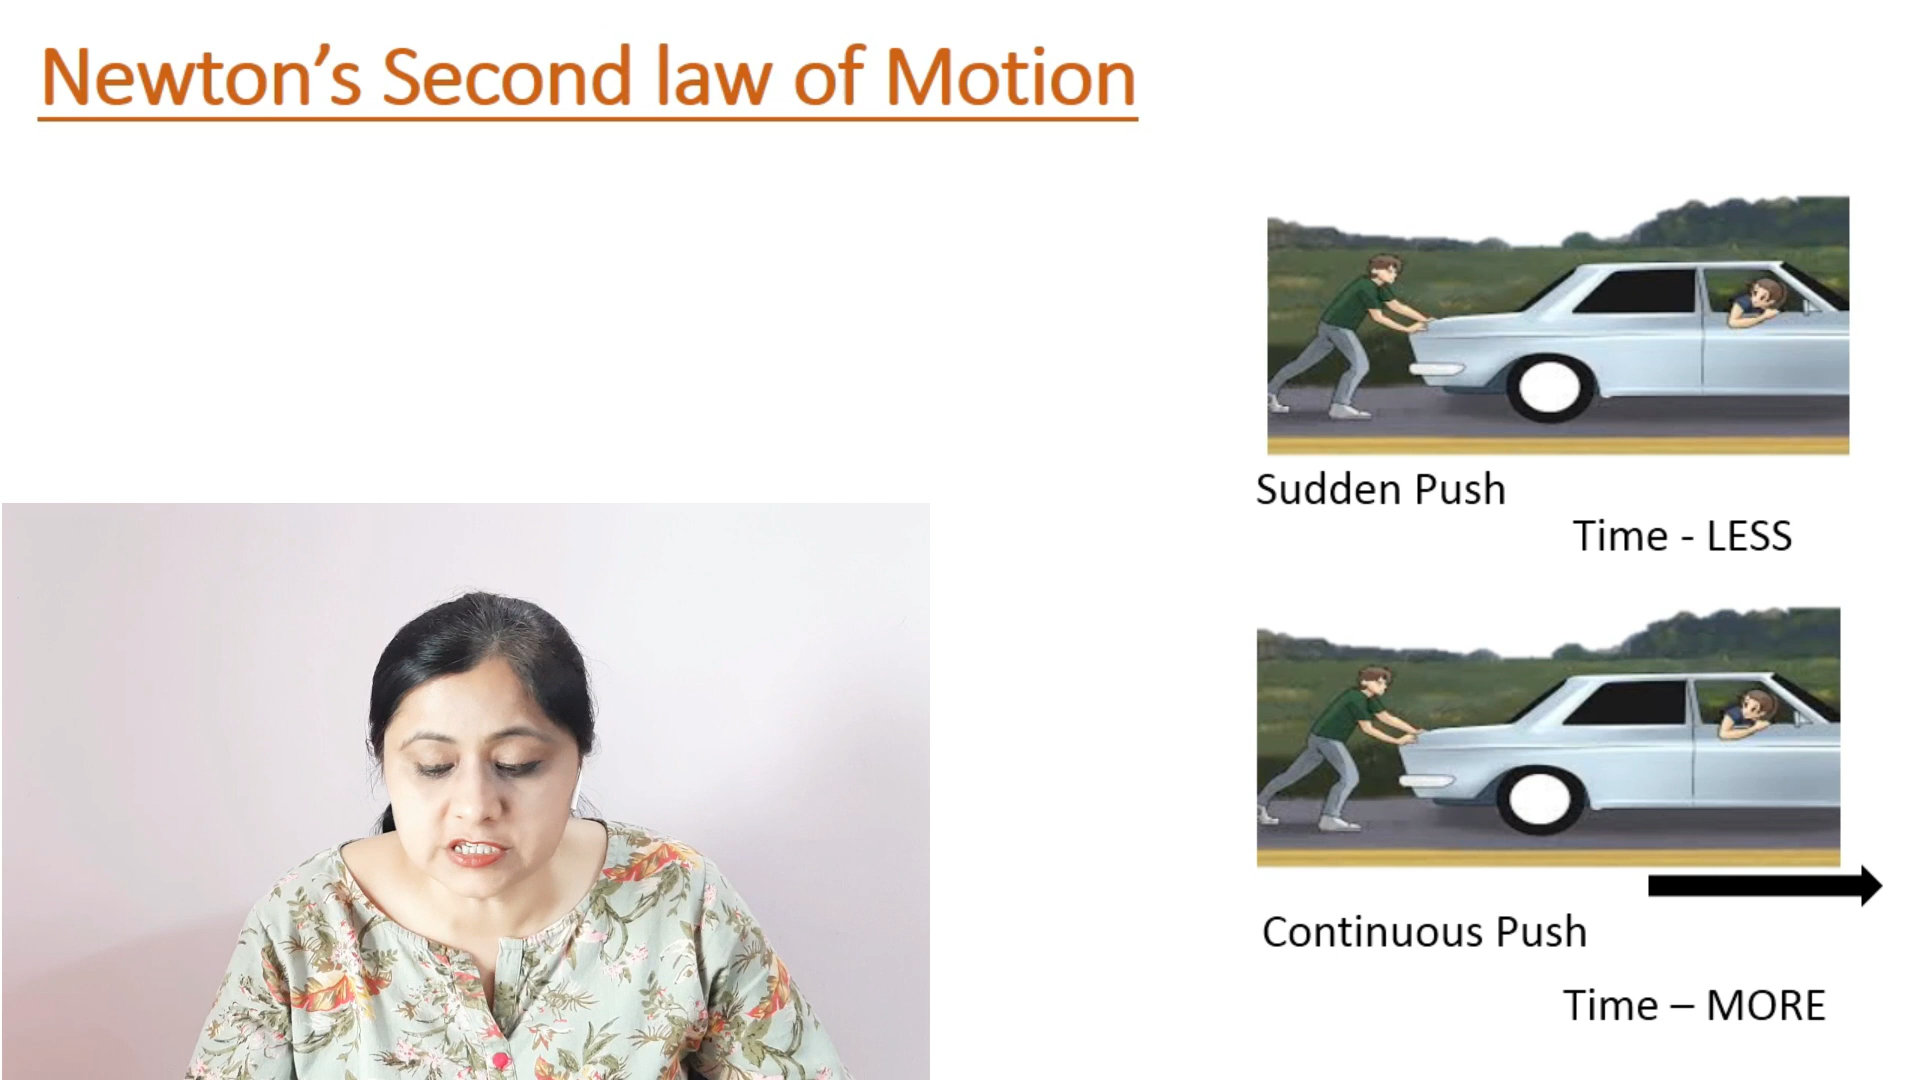 Newton’s Second law of Motion
Sudden Push
Time - LESS
Continuous Push
Time – MORE